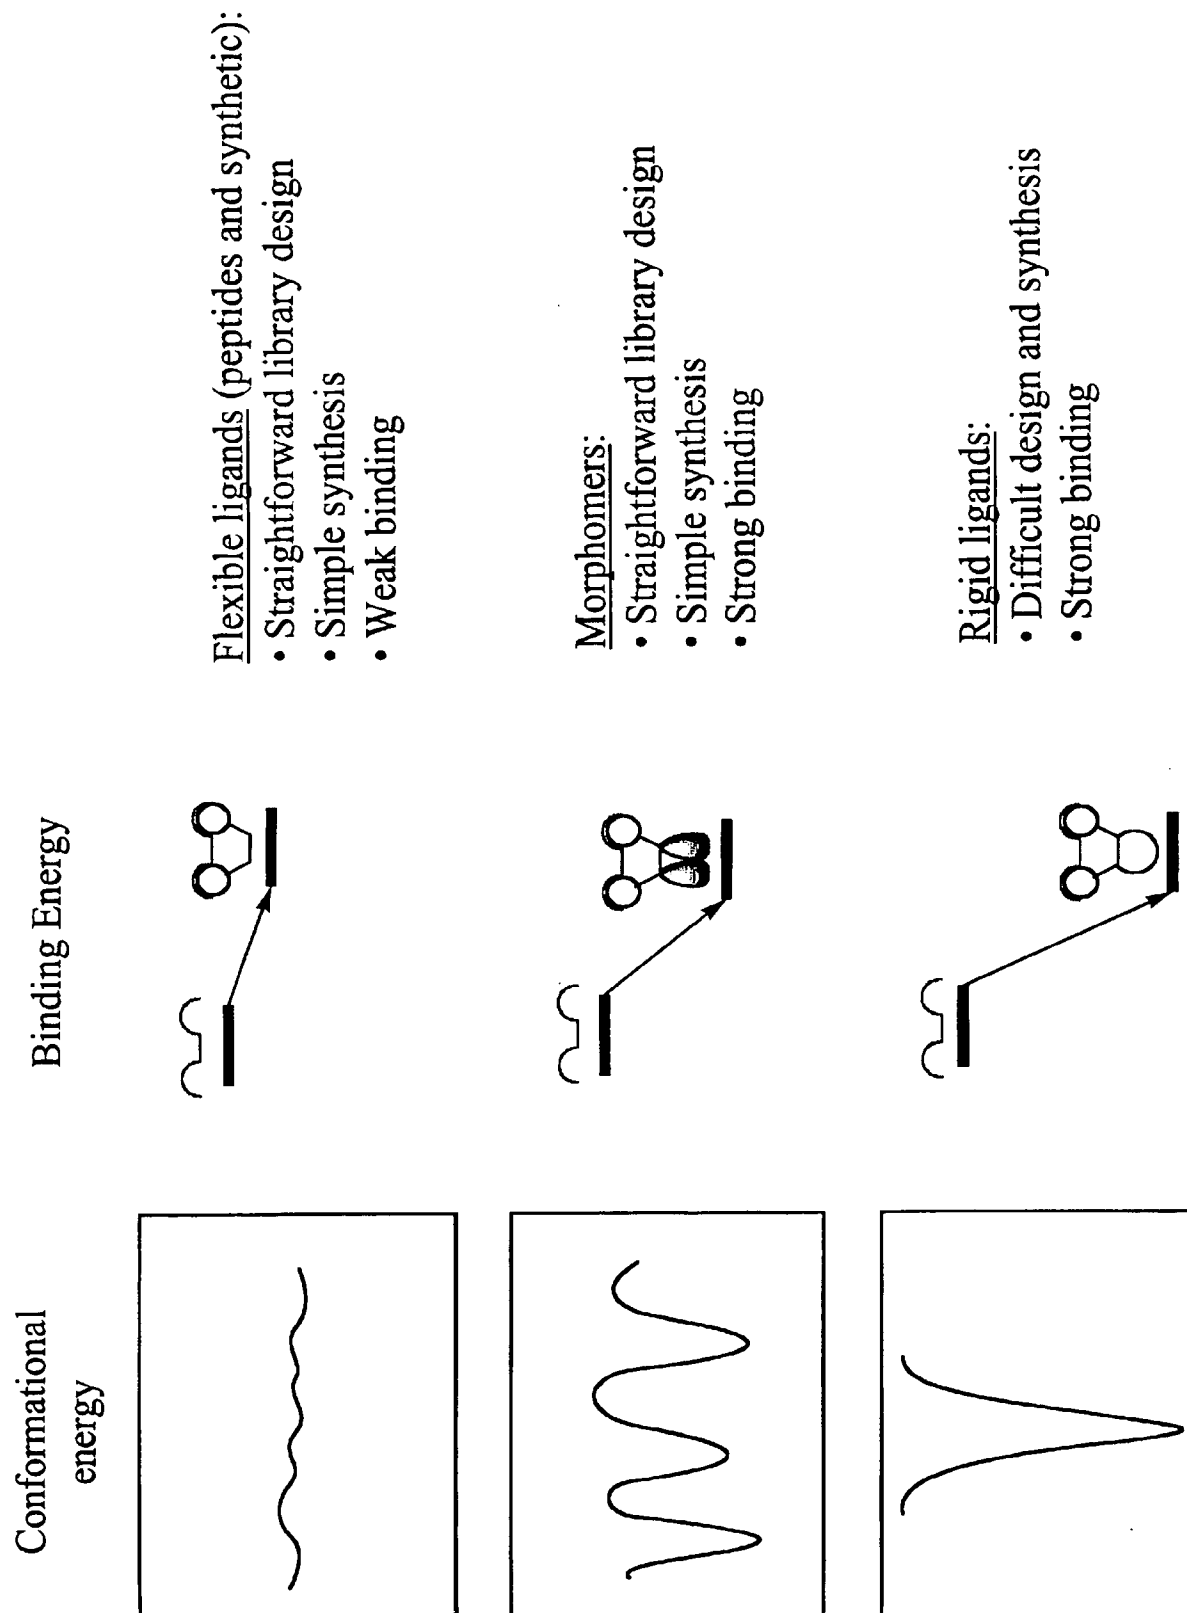 Conformational
energy
Binding Energy
Flexible ligands (peptides and synthetic):
• Straightforward library design
• Simple synthesis
• Weak binding
Morphomers:
• Straightforward library design
• Simple synthesis
• Strong binding
Rigid ligands:
• Difficult design and synthesis
• Strong binding